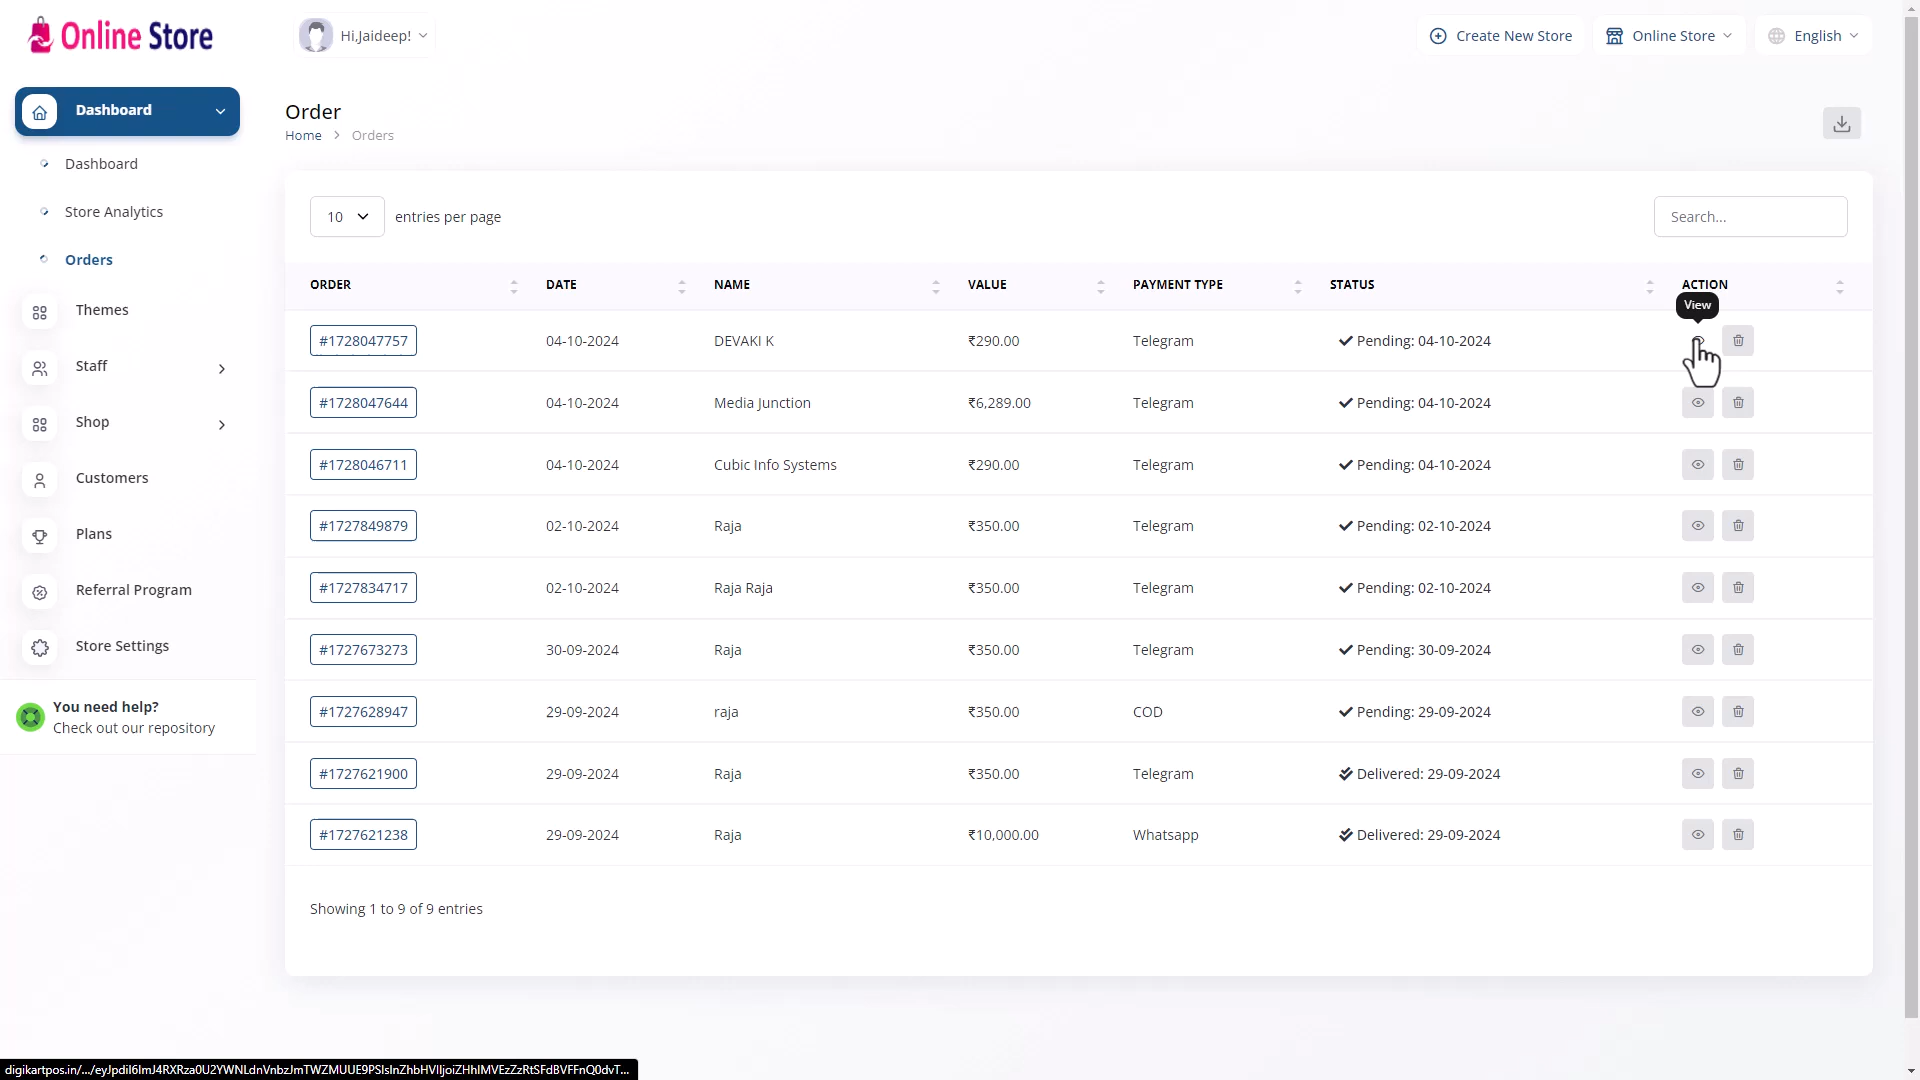 Online Store
Hi,Jaideep!
Create New Store
Online Store
English
Dashboard
Dashboard
Store Analytics
Orders
Themes
Staff
Shop
Customers
Plans
Referral Program
Store Settings
You need help?
Check out our repository
Order
Home > Orders
10 entries per page
Search...
ORDER DATE NAME VALUE PAYMENT TYPE STATUS ACTION
View
#1728047757 04-10-2024 DEVAKI K ₹290.00 Telegram Pending: 04-10-2024
#1728047644 04-10-2024 Media Junction ₹6,289.00 Telegram Pending: 04-10-2024
#1728046711 04-10-2024 Cubic Info Systems ₹290.00 Telegram Pending: 04-10-2024
#1727849879 02-10-2024 Raja ₹350.00 Telegram Pending: 02-10-2024
#1727834717 02-10-2024 Raja Raja ₹350.00 Telegram Pending: 02-10-2024
#1727673273 30-09-2024 Raja ₹350.00 Telegram Pending: 30-09-2024
#1727628947 29-09-2024 raja ₹350.00 COD Pending: 29-09-2024
#1727621900 29-09-2024 Raja ₹350.00 Telegram Delivered: 29-09-2024
#1727621238 29-09-2024 Raja ₹10,000.00 Whatsapp Delivered: 29-09-2024
Showing 1 to 9 of 9 entries